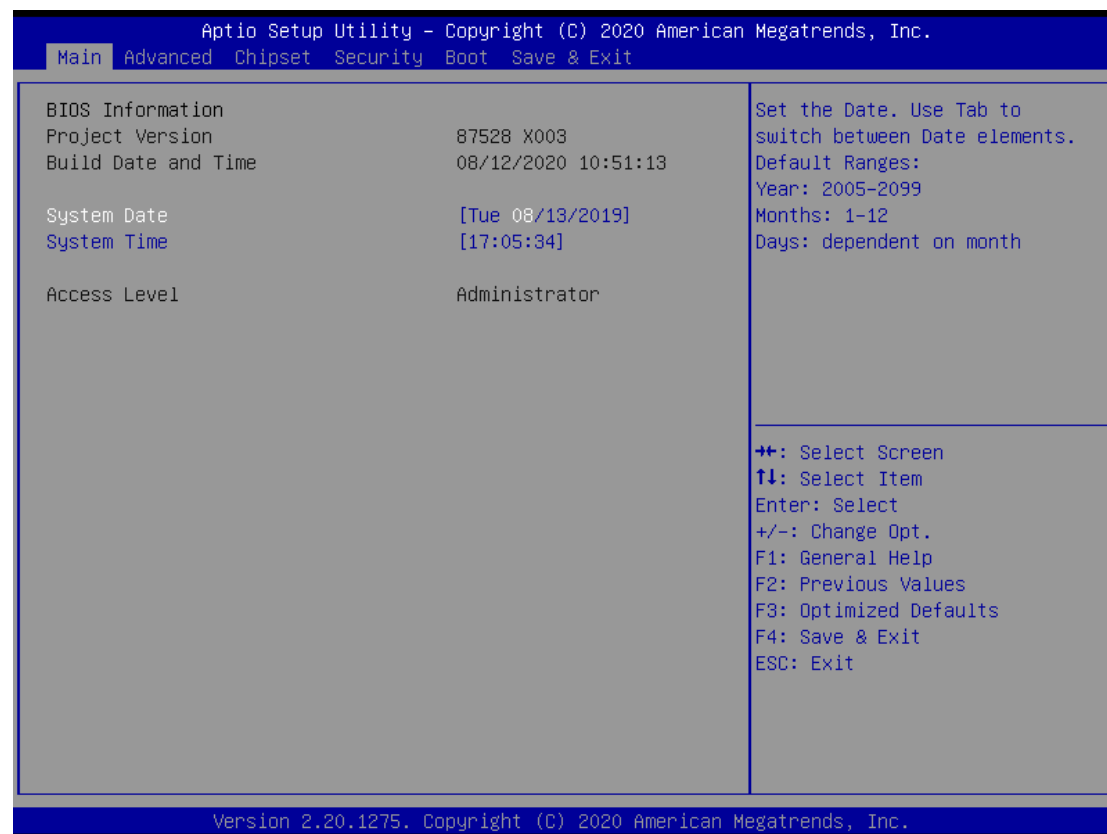 Aptio Setup Utility – Copyright (C) 2020 American Megatrends, Inc.
Main Advanced Chipset Security Boot Save & Exit
BIOS Information
Project Version 87528 X003
Build Date and Time 08/12/2020 10:51:13
System Date [Tue 08/13/2019]
System Time [17:05:34]
Access Level Administrator
Set the Date. Use Tab to
switch between Date elements.
Default Ranges:
Year: 2005-2099
Months: 1-12
Days: dependent on month
→←: Select Screen
↑↓: Select Item
Enter: Select
+/-: Change Opt.
F1: General Help
F2: Previous Values
F3: Optimized Defaults
F4: Save & Exit
ESC: Exit
Version 2.20.1275. Copyright (C) 2020 American Megatrends, Inc.